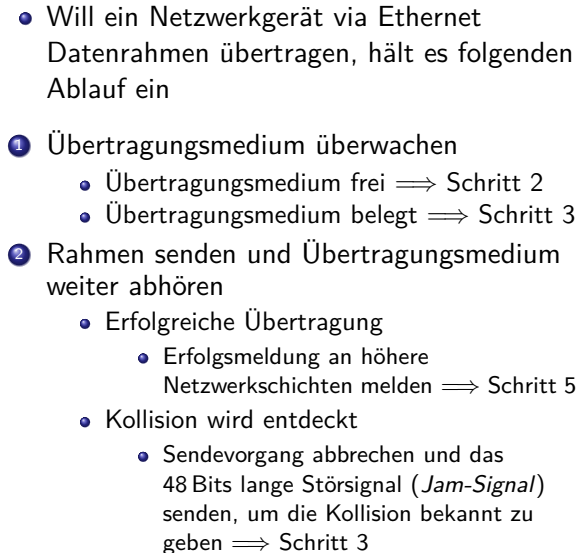 • Will ein Netzwerkgerät via Ethernet
Datenrahmen übertragen, hält es folgenden
Ablauf ein
1 Übertragungsmedium überwachen
• Übertragungsmedium frei ⟹ Schritt 2
• Übertragungsmedium belegt ⟹ Schritt 3
2 Rahmen senden und Übertragungsmedium
weiter abhören
• Erfolgreiche Übertragung
• Erfolgsmeldung an höhere
Netzwerkschichten melden ⟹ Schritt 5
• Kollision wird entdeckt
• Sendevorgang abbrechen und das
48 Bits lange Störsignal (Jam-Signal)
senden, um die Kollision bekannt zu
geben ⟹ Schritt 3